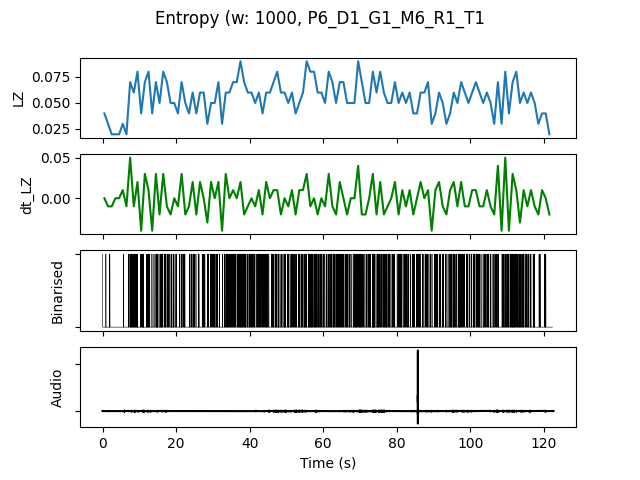 Entropy (w: 1000, P6_D1_G1_M6_R1_T1
LZ
0.075
0.050
0.025
dt_LZ
0.05
0.00
Binarised
Audio
0 20 40 60 80 100 120
Time (s)